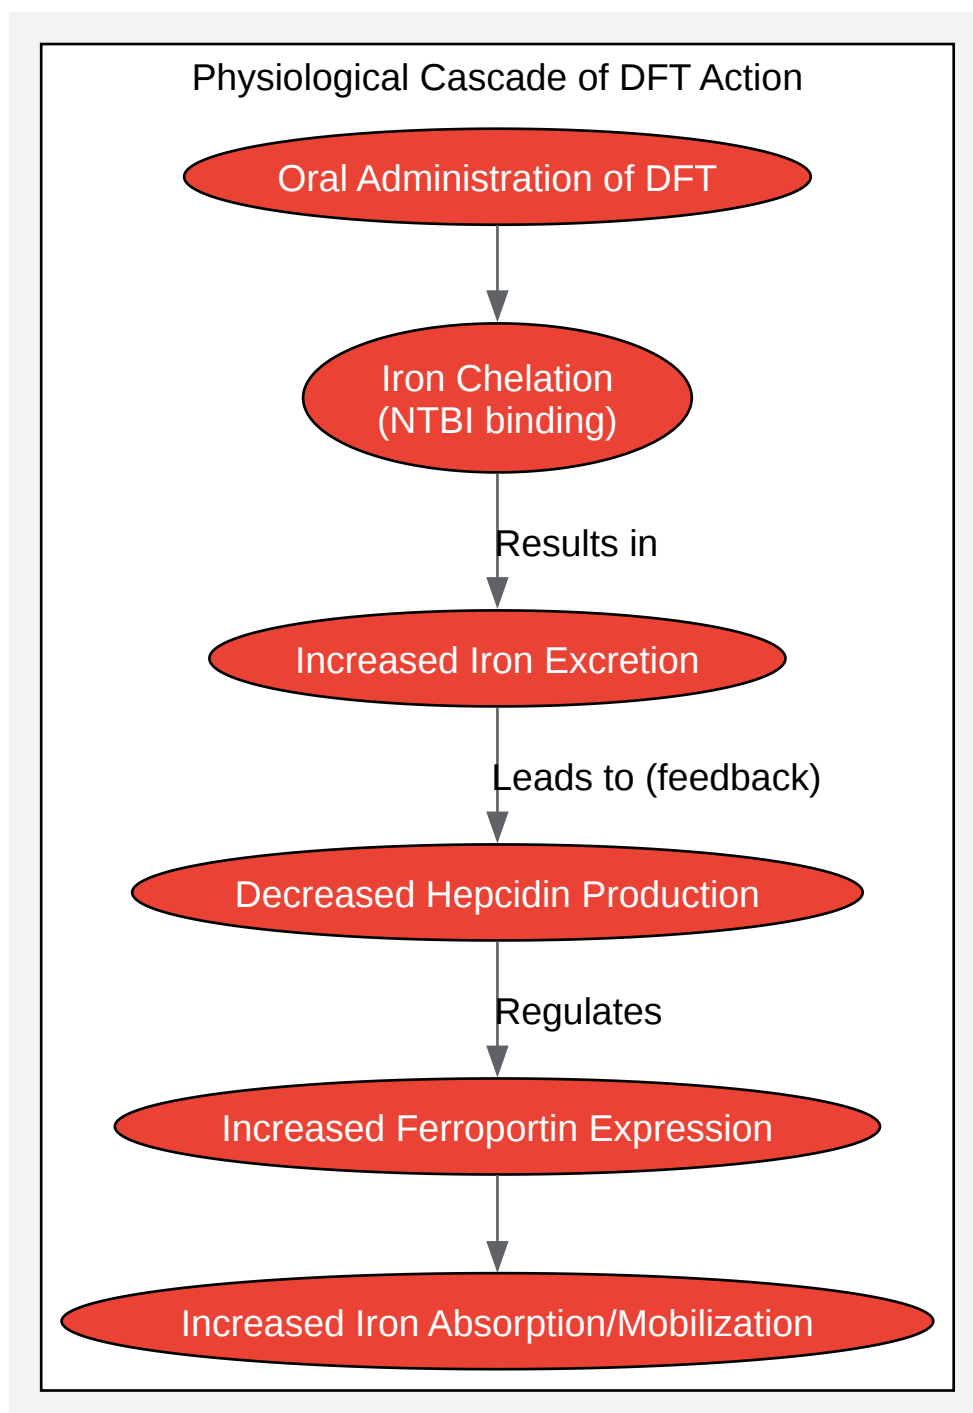 Physiological Cascade of DFT Action
Oral Administration of DFT
Iron Chelation
(NTBI binding)
Results in
Increased Iron Excretion
Leads to (feedback)
Decreased Hepcidin Production
Regulates
Increased Ferroportin Expression
Increased Iron Absorption/Mobilization